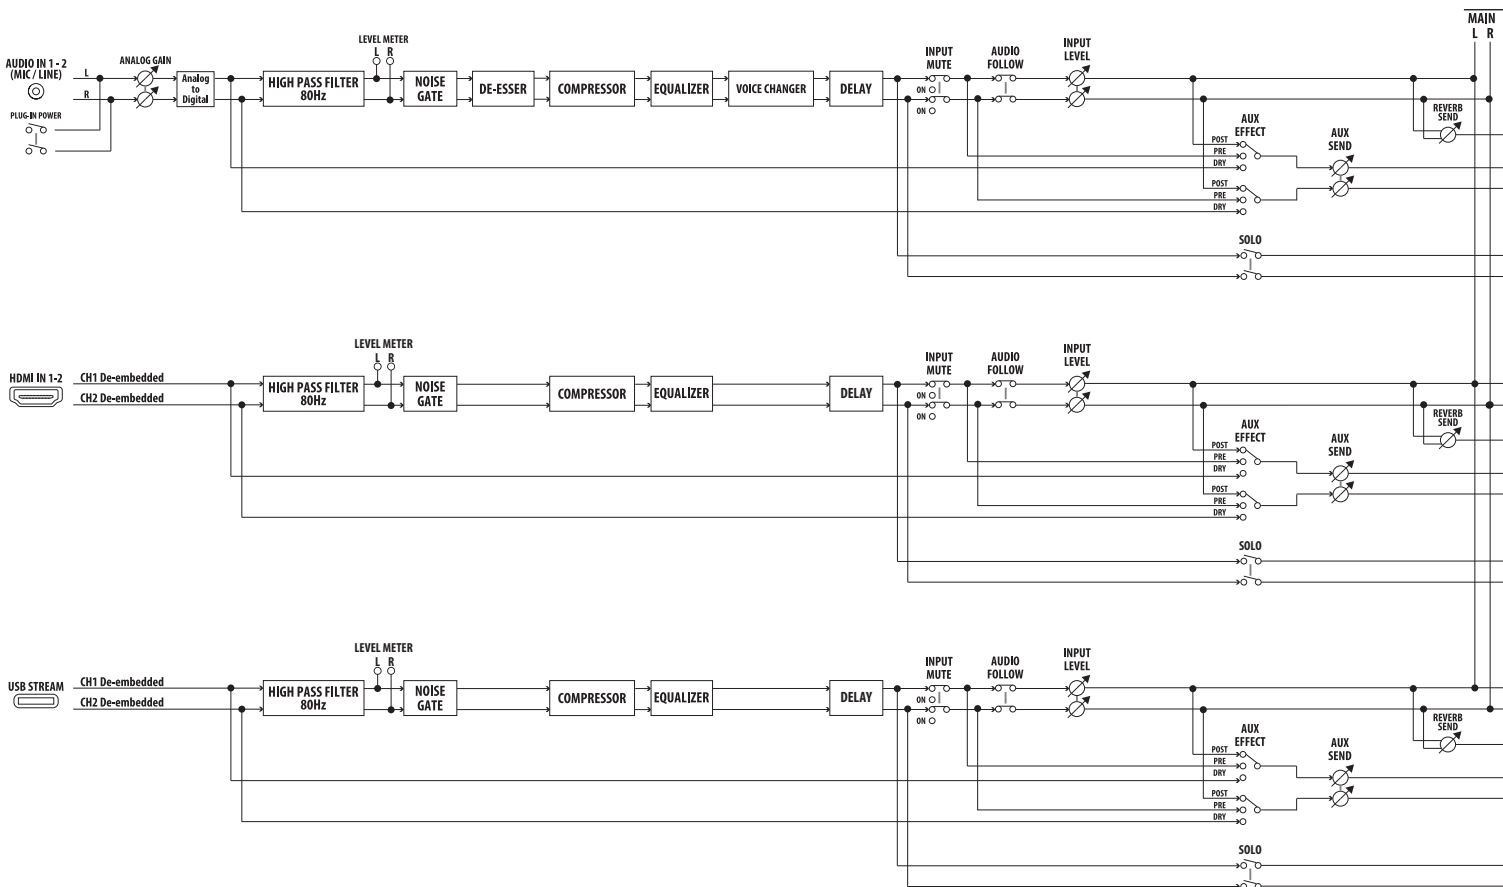 MAIN
L R
AUDIO IN 1 - 2
(MIC / LINE)
L
R
PLUG-IN POWER
ANALOG GAIN
Analog
to
Digital
HIGH PASS FILTER
80Hz
LEVEL METER
L R
NOISE
GATE
DE-ESSER
COMPRESSOR
EQUALIZER
VOICE CHANGER
DELAY
INPUT
MUTE
ON
ON
AUDIO
FOLLOW
INPUT
LEVEL
AUX
EFFECT
POST
PRE
DRY
POST
PRE
DRY
AUX
SEND
REVERB
SEND
SOLO
HDMI IN 1-2
CH1 De-embedded
CH2 De-embedded
HIGH PASS FILTER
80Hz
LEVEL METER
L R
NOISE
GATE
COMPRESSOR
EQUALIZER
DELAY
INPUT
MUTE
ON
ON
AUDIO
FOLLOW
INPUT
LEVEL
AUX
EFFECT
POST
PRE
DRY
POST
PRE
DRY
AUX
SEND
REVERB
SEND
SOLO
USB STREAM
CH1 De-embedded
CH2 De-embedded
HIGH PASS FILTER
80Hz
LEVEL METER
L R
NOISE
GATE
COMPRESSOR
EQUALIZER
DELAY
INPUT
MUTE
ON
ON
AUDIO
FOLLOW
INPUT
LEVEL
AUX
EFFECT
POST
PRE
DRY
POST
PRE
DRY
AUX
SEND
REVERB
SEND
SOLO